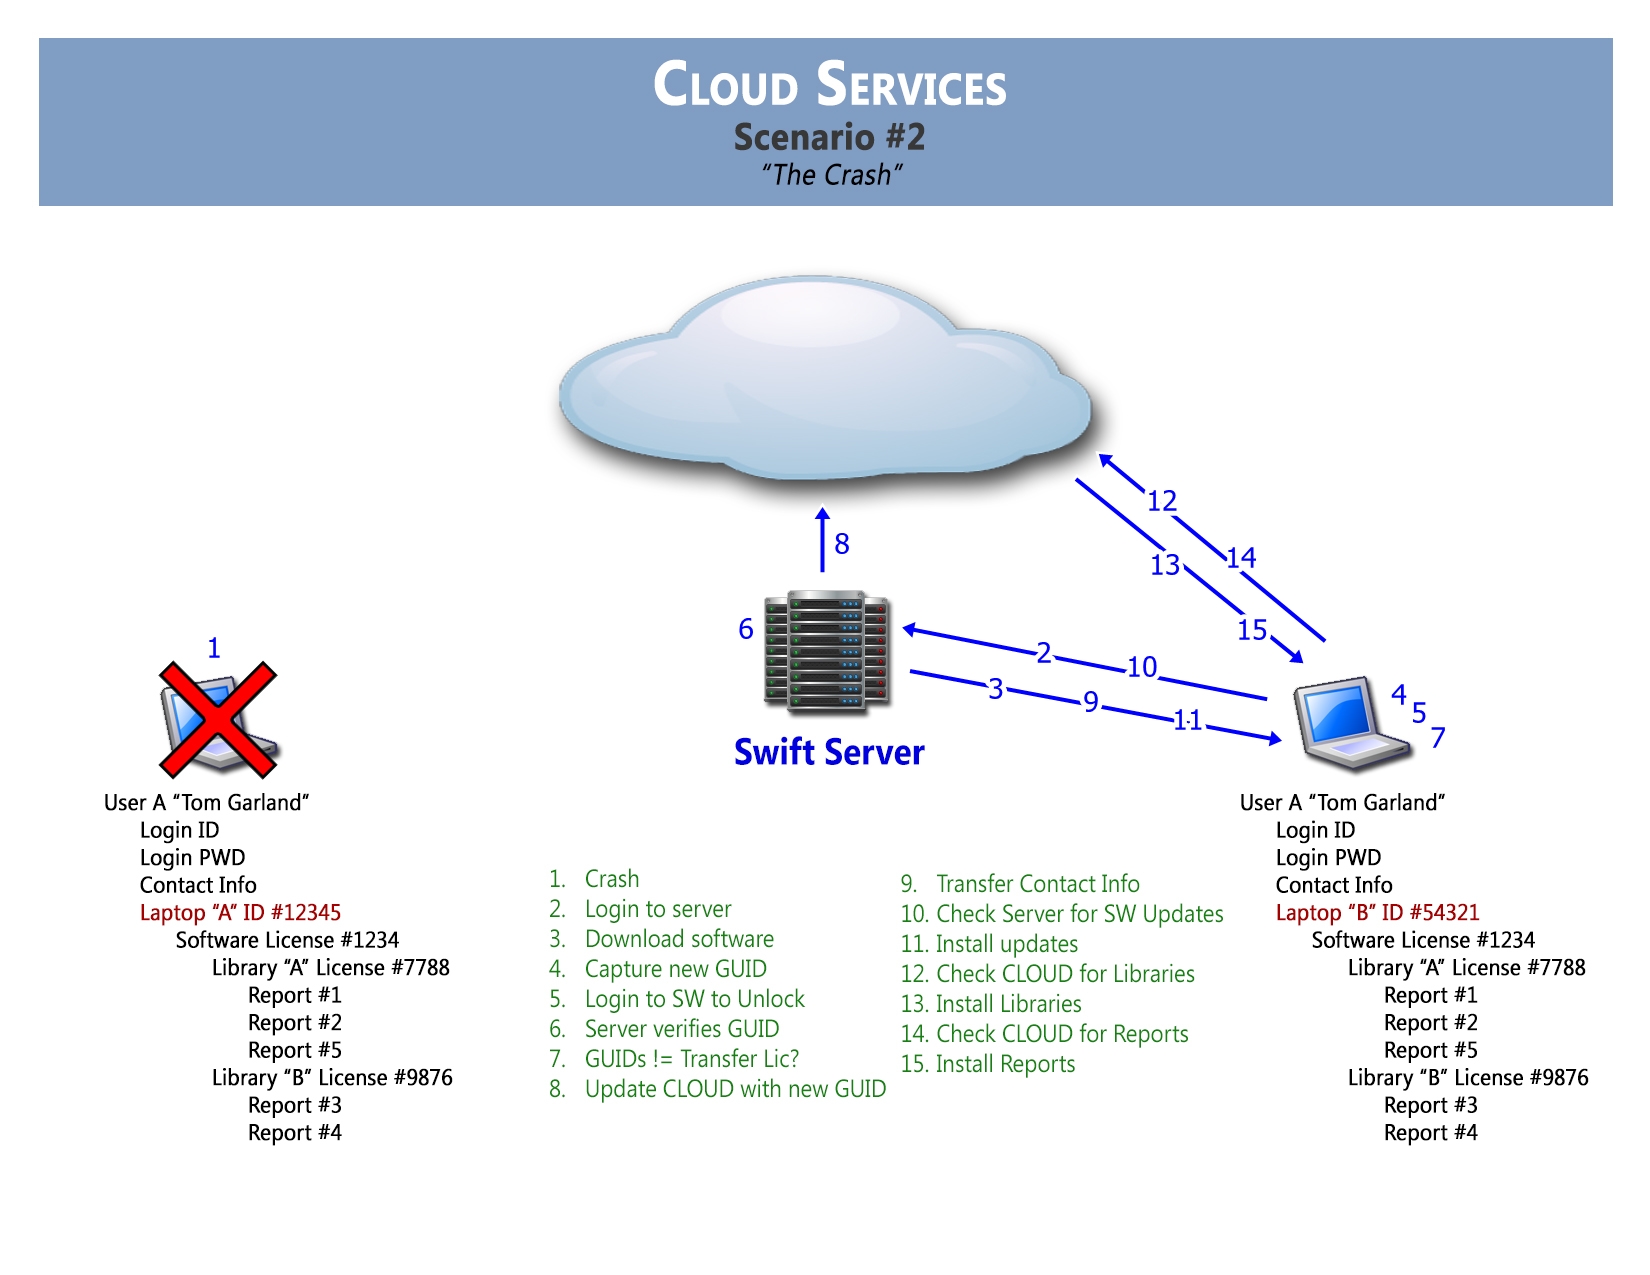 CLOUD SERVICES
Scenario #2
“The Crash”
12
14
13
15
8
6
2
10
3
9
11
1
4
5
7
Swift Server
User A “Tom Garland”
Login ID
Login PWD
Contact Info
Laptop “A” ID #12345
Software License #1234
Library “A” License #7788
Report #1
Report #2
Report #5
Library “B” License #9876
Report #3
Report #4
1. Crash
2. Login to server
3. Download software
4. Capture new GUID
5. Login to SW to Unlock
6. Server verifies GUID
7. GUIDs != Transfer Lic?
8. Update CLOUD with new GUID
9. Transfer Contact Info
10. Check Server for SW Updates
11. Install updates
12. Check CLOUD for Libraries
13. Install Libraries
14. Check CLOUD for Reports
15. Install Reports
User A “Tom Garland”
Login ID
Login PWD
Contact Info
Laptop “B” ID #54321
Software License #1234
Library “A” License #7788
Report #1
Report #2
Report #5
Library “B” License #9876
Report #3
Report #4